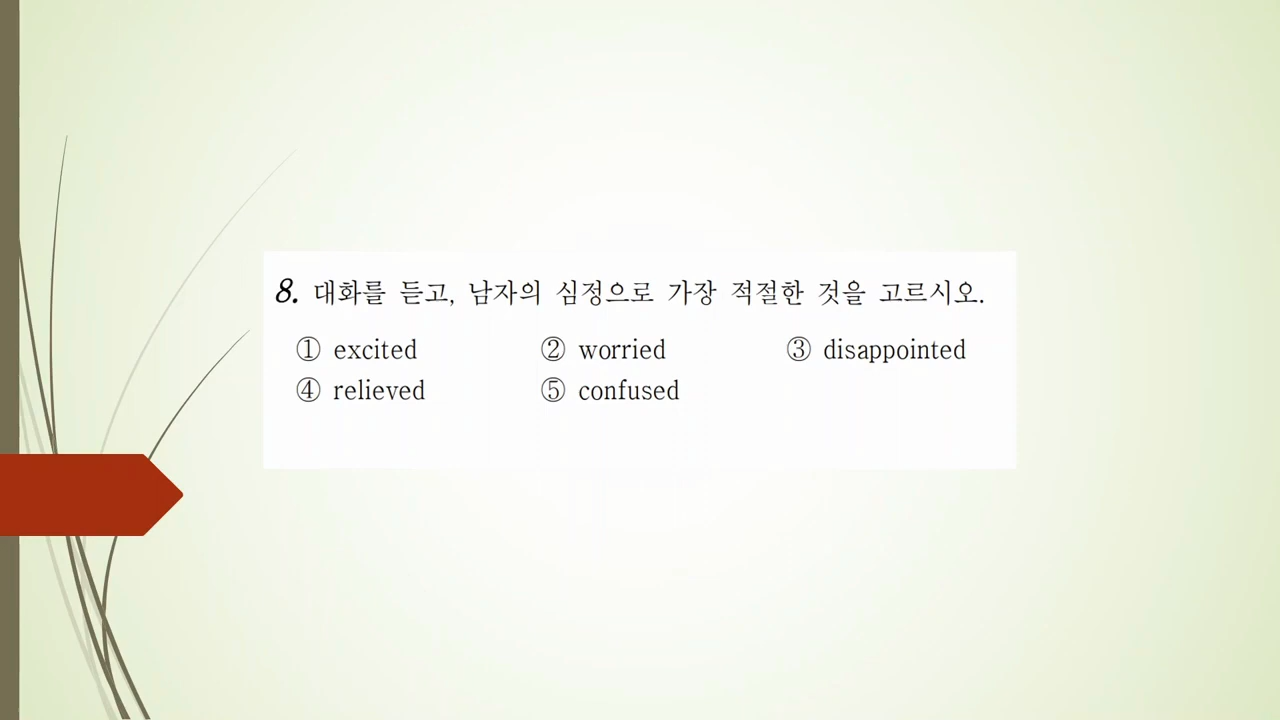 8. 대화를 듣고, 남자의 심정으로 가장 적절한 것을 고르시오.
① excited ② worried ③ disappointed
④ relieved ⑤ confused